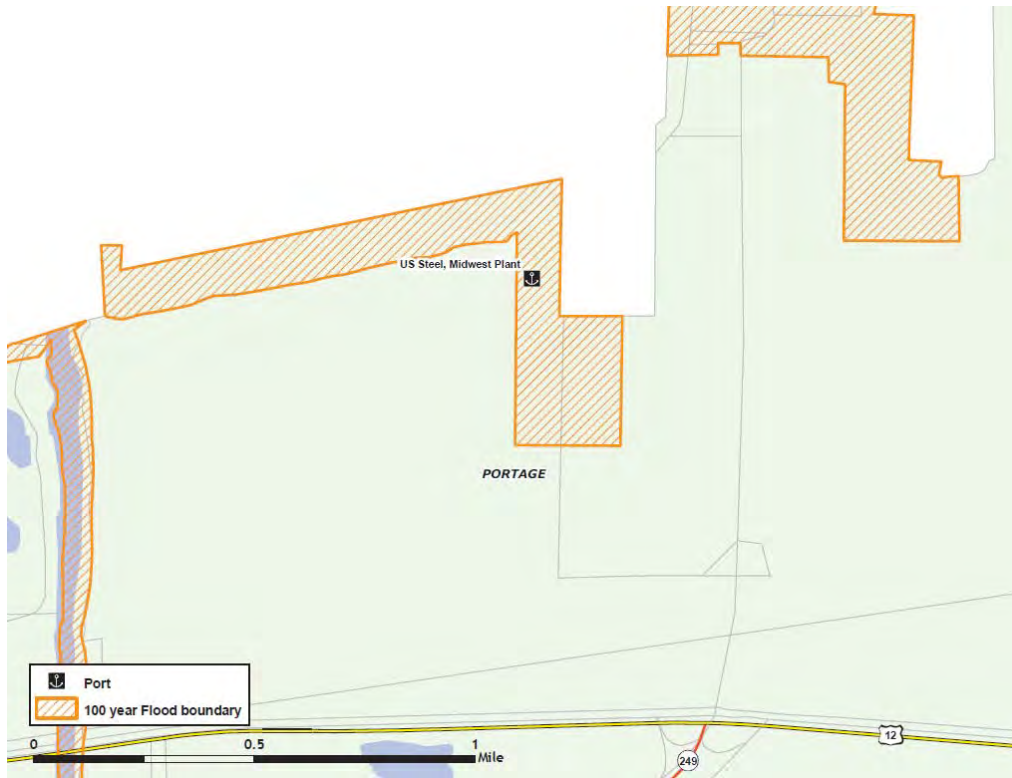 US Steel, Midwest Plant
PORTAGE
Port
100 year Flood boundary
0 0.5 1
Mile
12
249